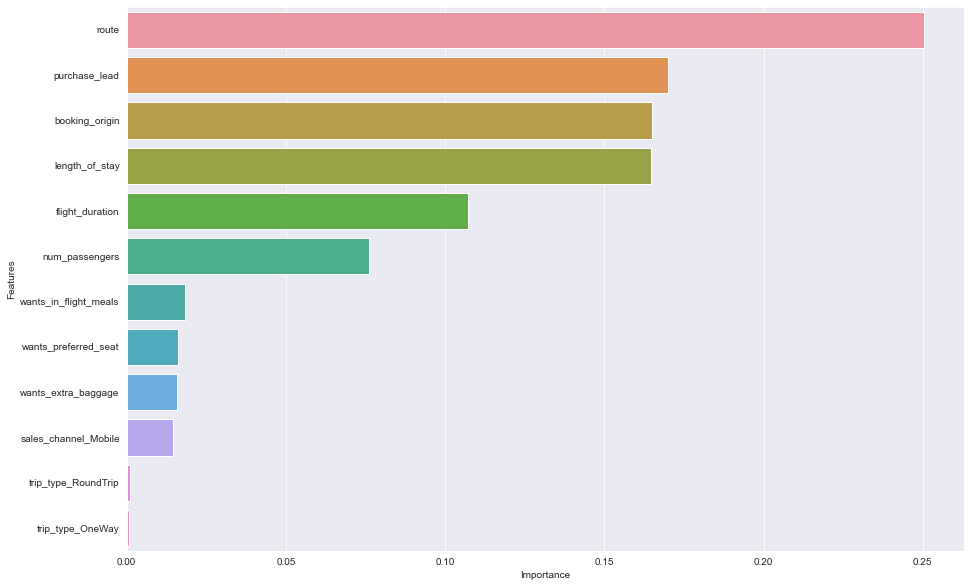 route
purchase_lead
booking_origin
length_of_stay
flight_duration
num_passengers
wants_in_flight_meals
wants_preferred_seat
wants_extra_baggage
sales_channel_Mobile
trip_type_RoundTrip
trip_type_OneWay
Features
0.00 0.05 0.10 0.15 0.20 0.25
Importance